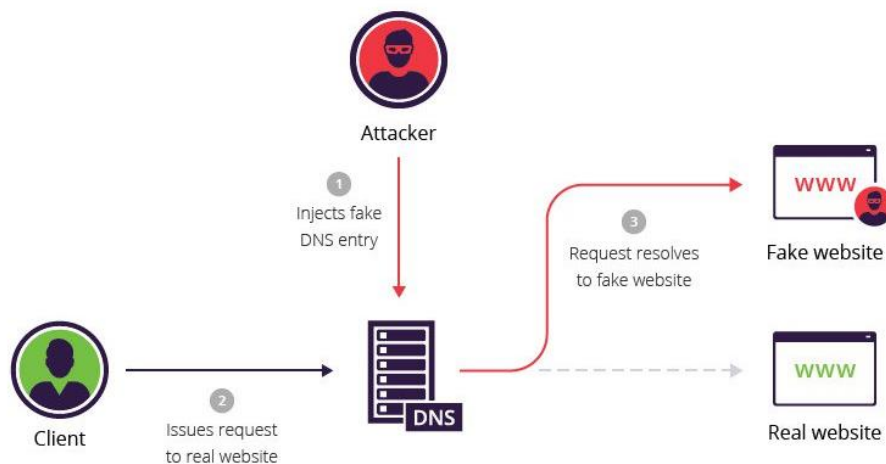 Attacker
1
Injects fake
DNS entry
www
Fake website
3
Request resolves
to fake website
DNS
www
Real website
Client
2
Issues request
to real website